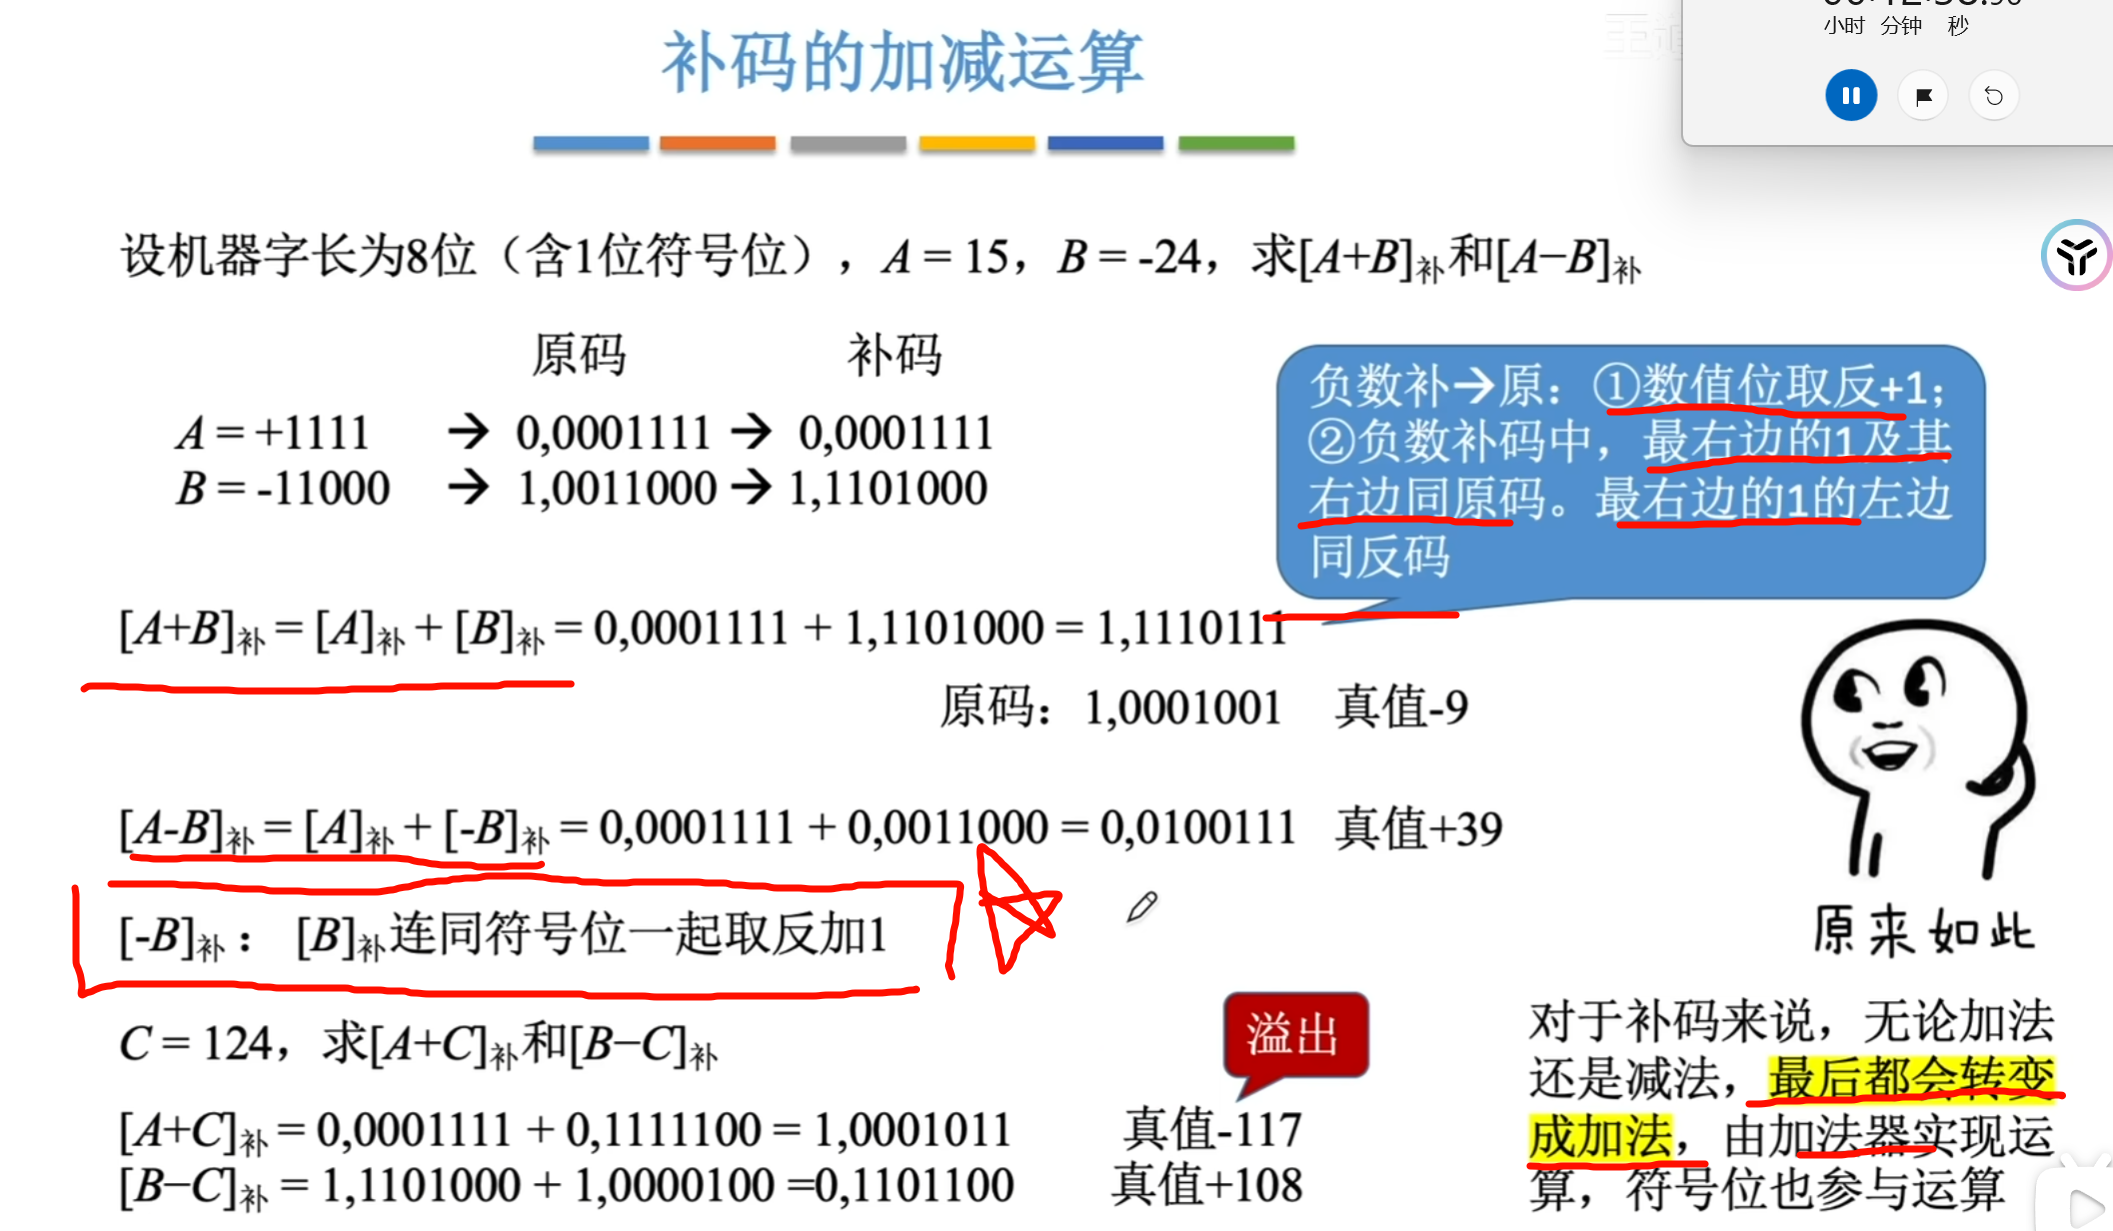 小时 分钟 秒
补码的加减运算
设机器字长为8位（含1位符号位），A = 15，B = -24，求[A+B]补和[A−B]补
原码 补码
A = +1111 → 0,0001111 → 0,0001111
B = -11000 → 1,0011000 → 1,1101000
负数补→原：①数值位取反+1；
②负数补码中，最右边的1及其
右边同原码。最右边的1的左边
同反码
[A+B]补 = [A]补 + [B]补 = 0,0001111 + 1,1101000 = 1,1110111
原码：1,0001001 真值-9
[A-B]补 = [A]补 + [-B]补 = 0,0001111 + 0,0011000 = 0,0100111 真值+39
[-B]补： [B]补连同符号位一起取反加1
原来如此
C = 124，求[A+C]补和[B−C]补
溢出
[A+C]补 = 0,0001111 + 0,1111100 = 1,0001011 真值-117
[B−C]补 = 1,1101000 + 1,0000100 =0,1101100 真值+108
对于补码来说，无论加法
还是减法，最后都会转变
成加法，由加法器实现运
算，符号位也参与运算